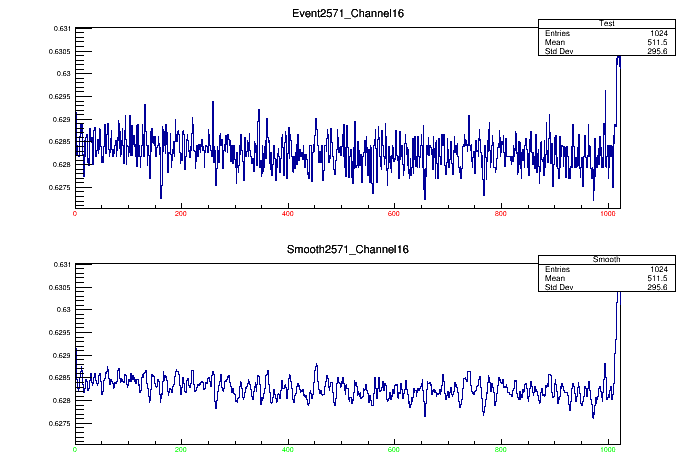 Event2571_Channel16
Test
Entries 1024
Mean 511.5
Std Dev 295.6
0.631
0.6305
0.63
0.6295
0.629
0.6285
0.628
0.6275
0 200 400 600 800 1000
Smooth2571_Channel16
Smooth
Entries 1024
Mean 511.5
Std Dev 295.6
0.631
0.6305
0.63
0.6295
0.629
0.6285
0.628
0.6275
0 200 400 600 800 1000